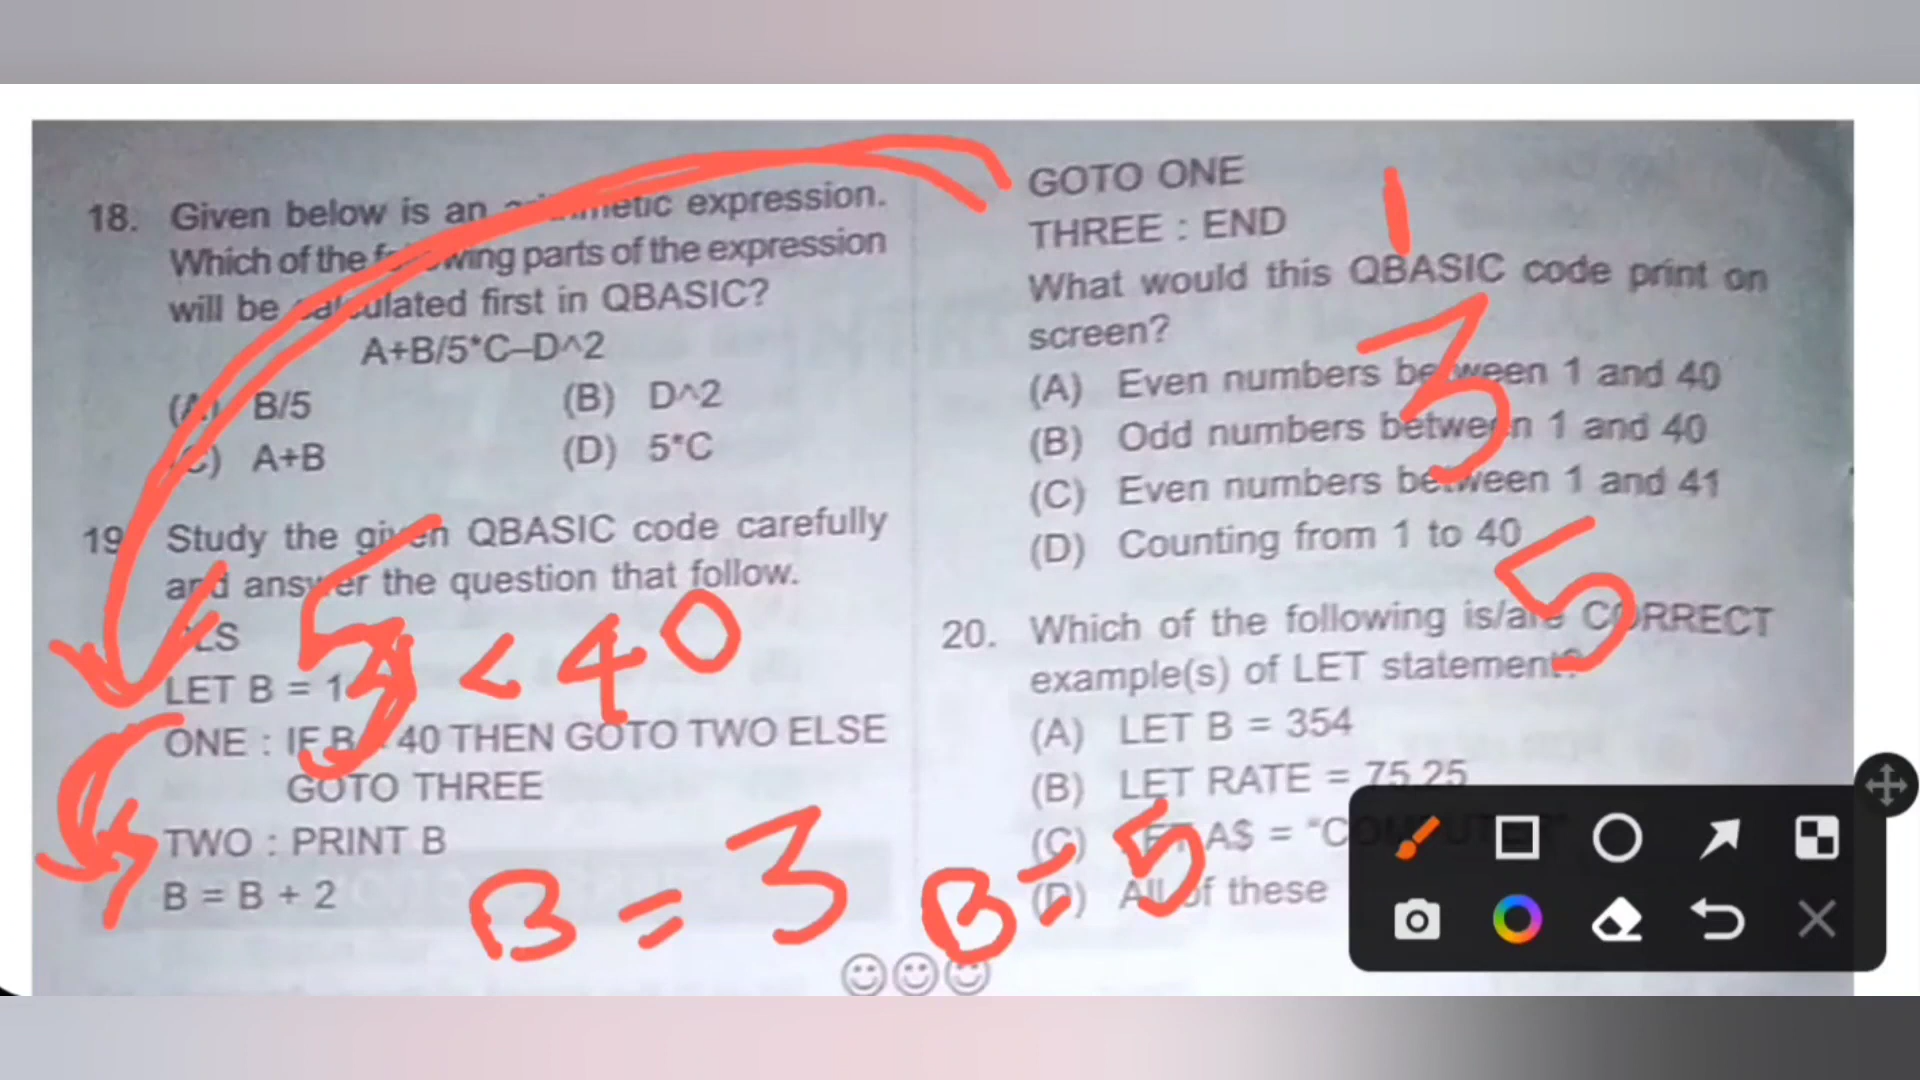 18. Given below is an expression.
Which of the parts of the expression
will be calculated first in QBASIC?
A+B/5*C–D^2
(A) B/5 (B) D^2
(C) A+B (D) 5*C
19. Study the given QBASIC code carefully
and answer the question that follow.
CLS
LET B = 1
ONE : IF B 40 THEN GOTO TWO ELSE
GOTO THREE
TWO : PRINT B
B = B + 2
5 < 40
B = 3
B = 5
GOTO ONE
THREE : END
What would this QBASIC code print on
screen?
(A) Even numbers between 1 and 40
(B) Odd numbers between 1 and 40
(C) Even numbers between 1 and 41
(D) Counting from 1 to 40
1
3
5
20. Which of the following is/are CORRECT
example(s) of LET statement?
(A) LET B = 354
(B) LET RATE = 75.25
(C) LET A$ = "COMPUTER"
(D) All of these